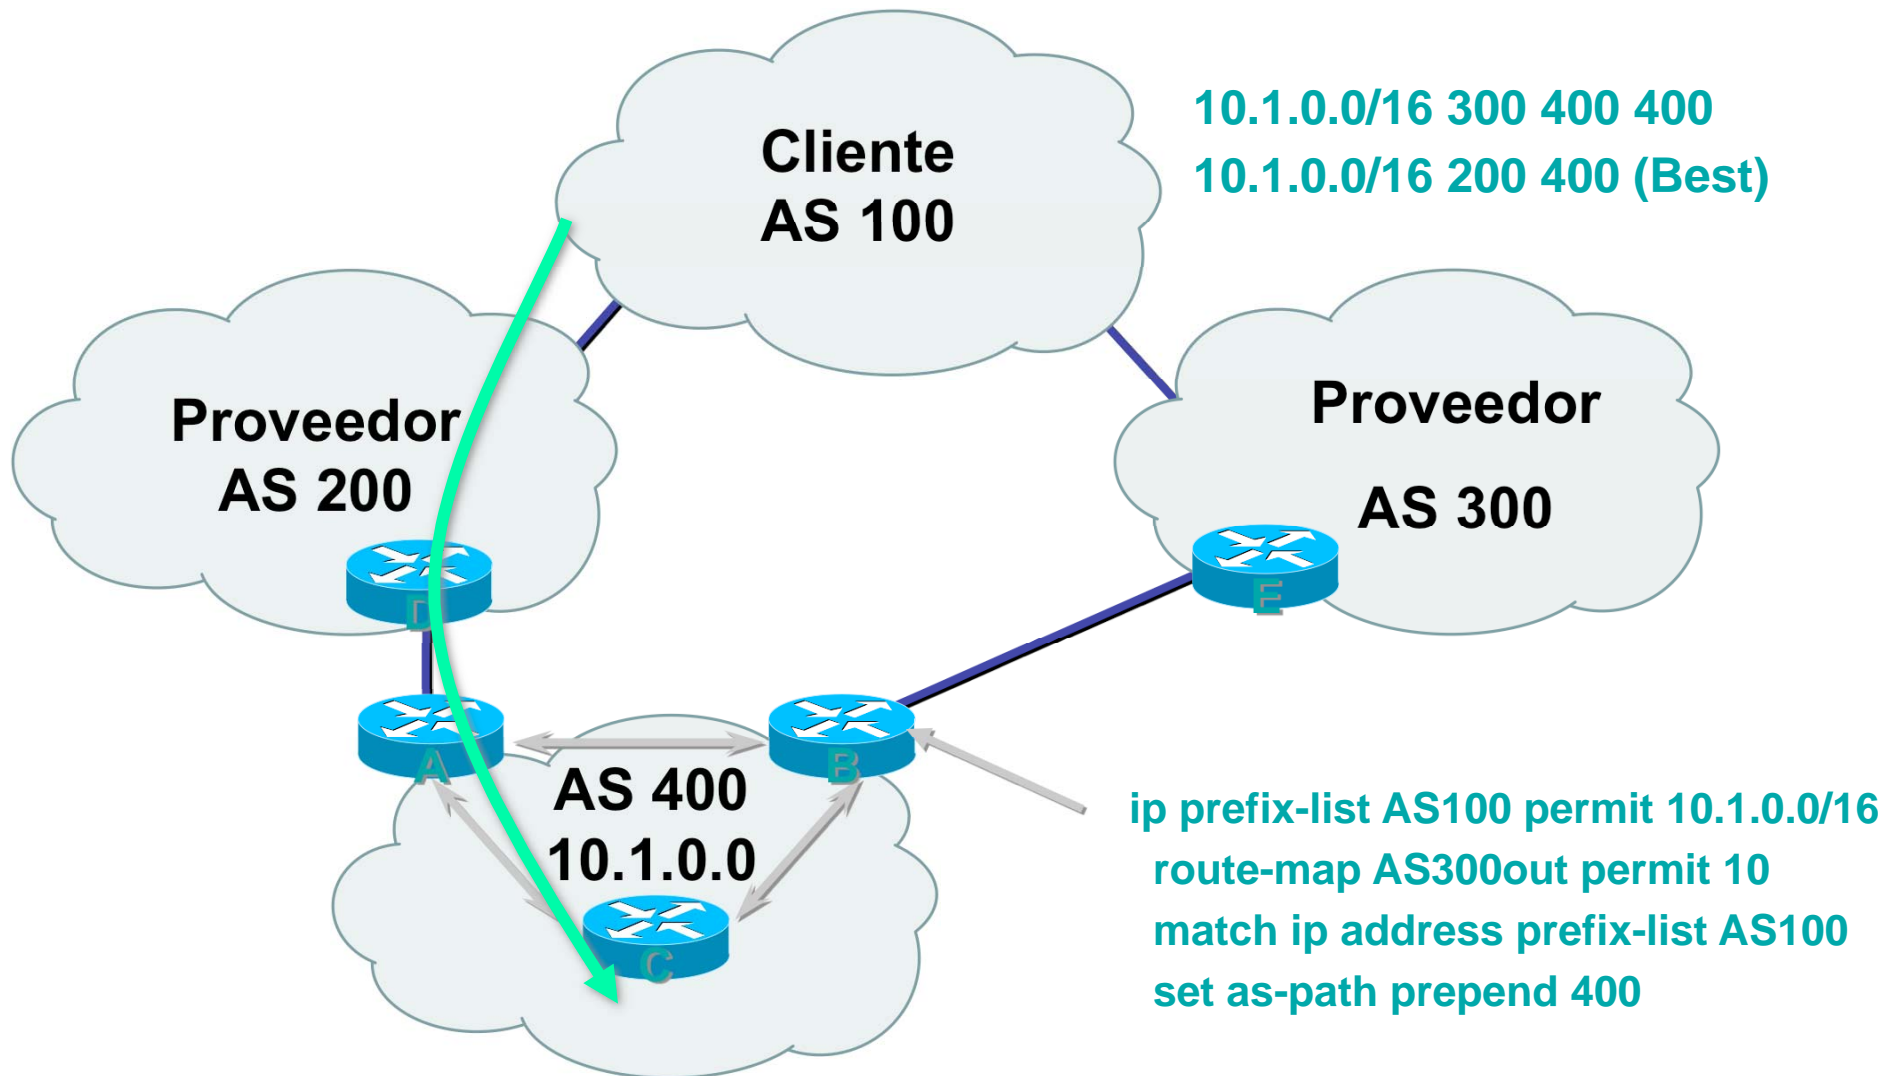 Cliente
AS 100
10.1.0.0/16 300 400 400
10.1.0.0/16 200 400 (Best)
Proveedor
AS 200
Proveedor
AS 300
D
E
A
B
AS 400
10.1.0.0
C
ip prefix-list AS100 permit 10.1.0.0/16
route-map AS300out permit 10
match ip address prefix-list AS100
set as-path prepend 400